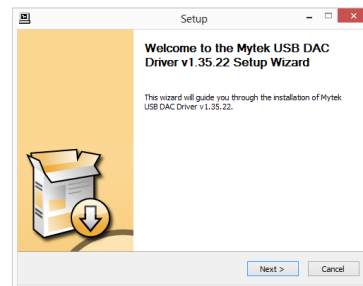 Setup
Welcome to the Mytek USB DAC
Driver v1.35.22 Setup Wizard
This wizard will guide you through the installation of Mytek
USB DAC Driver v1.35.22.
Next >
Cancel